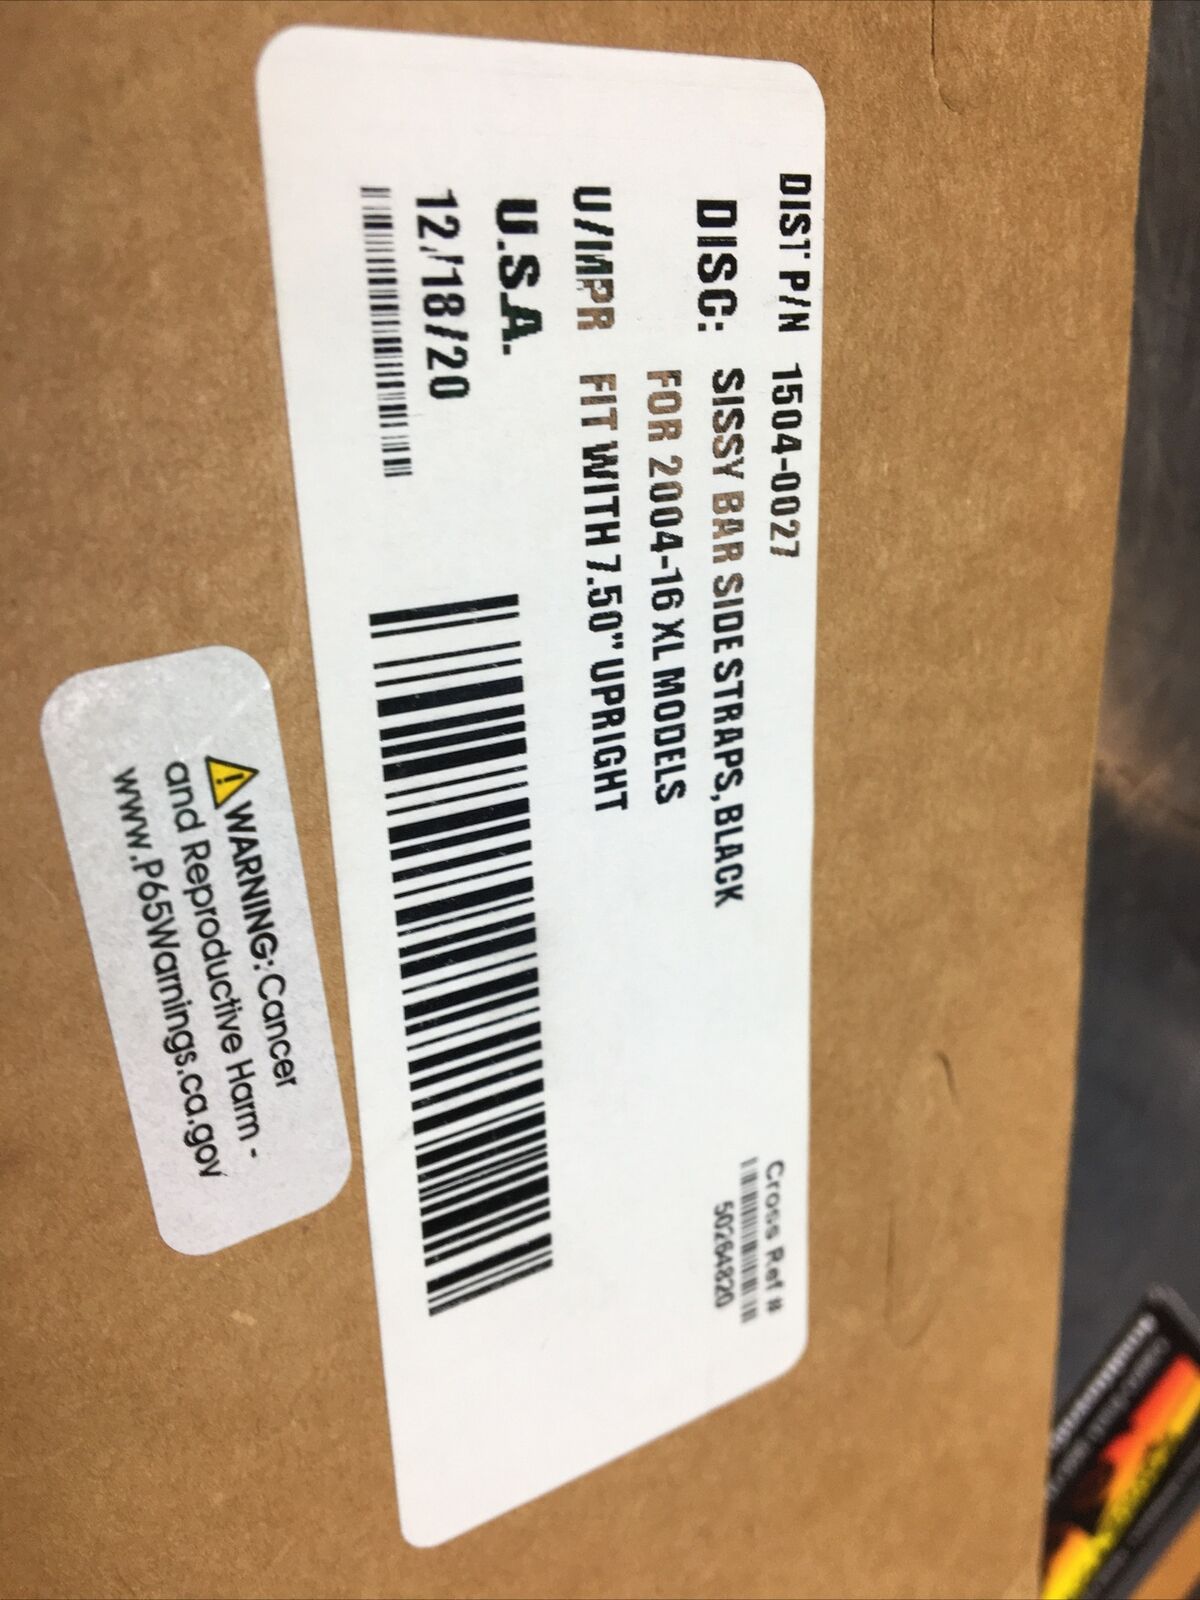 DIST P/N 1504-0027
DISC: SISSY BAR SIDE STRAPS, BLACK
FOR 2004-16 XL MODELS
U/MPR FIT WITH 7.50" UPRIGHT
U.S.A.
12/18/20
Cross Ref #
50264820
WARNING: Cancer
and Reproductive Harm -
www.P65Warnings.ca.gov